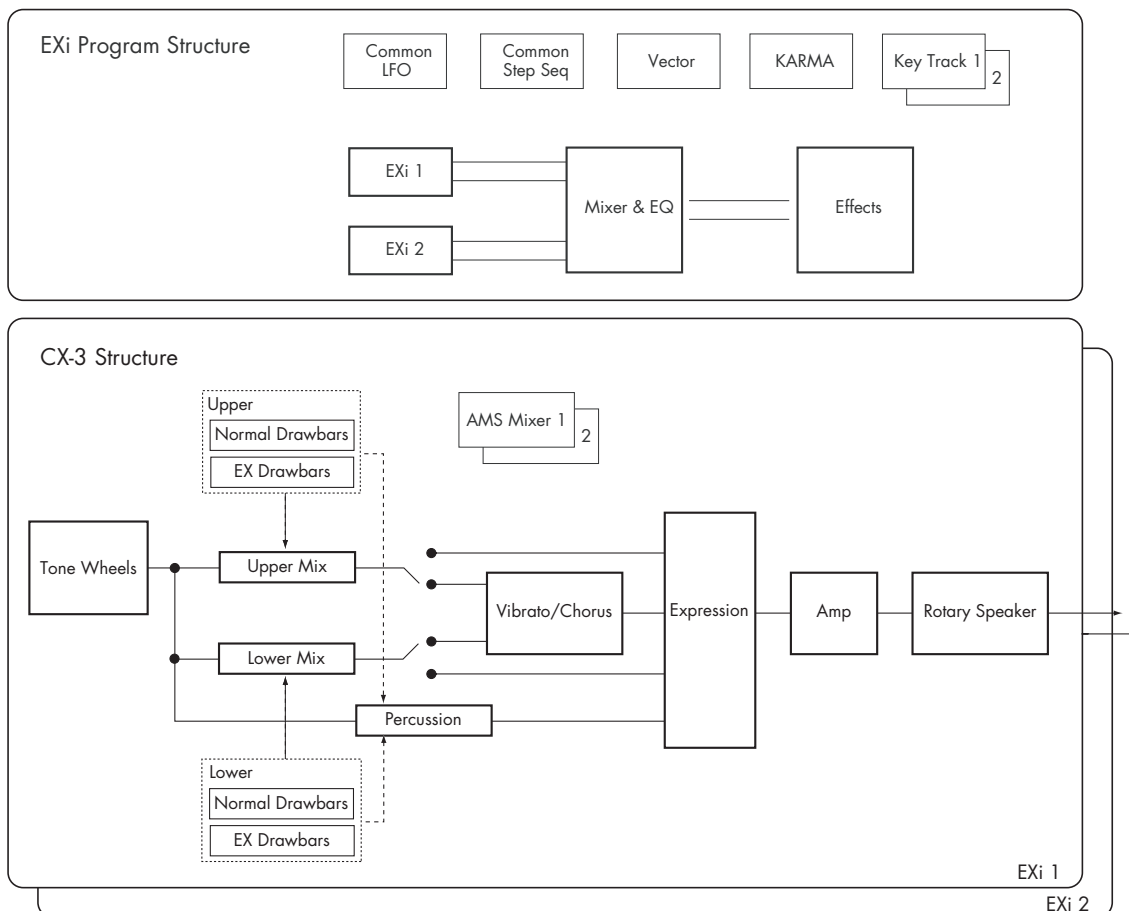 EXi Program Structure
Common
LFO
Common
Step Seq
Vector
KARMA
Key Track 1
2
EXi 1
EXi 2
Mixer & EQ
Effects
CX-3 Structure
Upper
Normal Drawbars
EX Drawbars
AMS Mixer 1
2
Tone Wheels
Upper Mix
Lower Mix
Vibrato/Chorus
Expression
Amp
Rotary Speaker
Percussion
Lower
Normal Drawbars
EX Drawbars
EXi 1
EXi 2